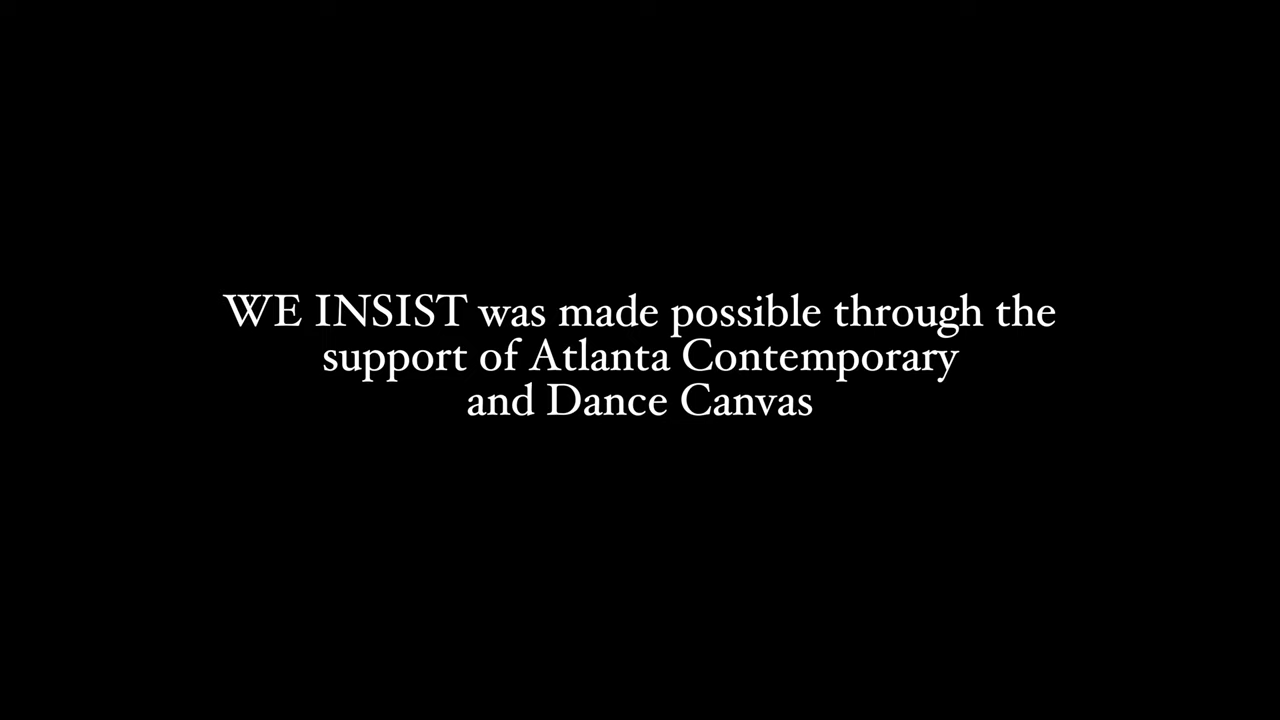 WE INSIST was made possible through the
support of Atlanta Contemporary
and Dance Canvas